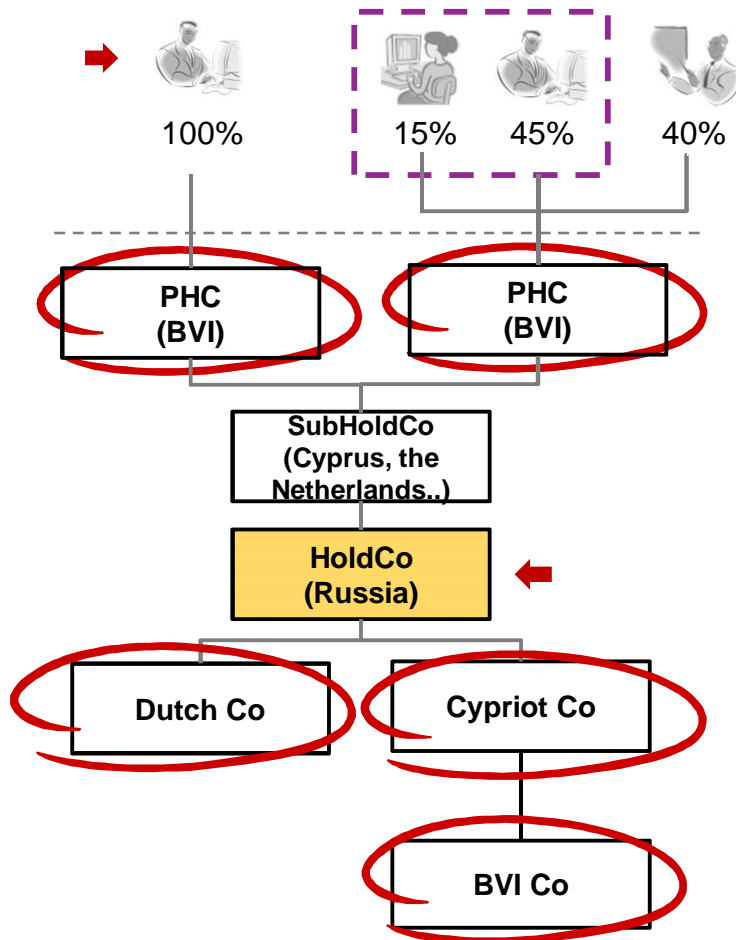 100%
15%
45%
40%
PHC
(BVI)
PHC
(BVI)
SubHoldCo
(Cyprus, the
Netherlands..)
HoldCo
(Russia)
Dutch Co
Cypriot Co
BVI Co